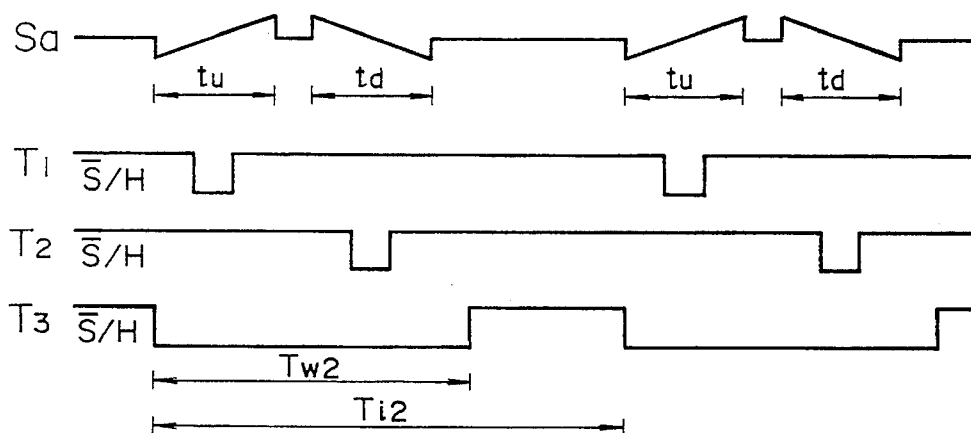 Sa
tu td tu td
T1 S̅/H
T2 S̅/H
T3 S̅/H
Tw2
Ti2